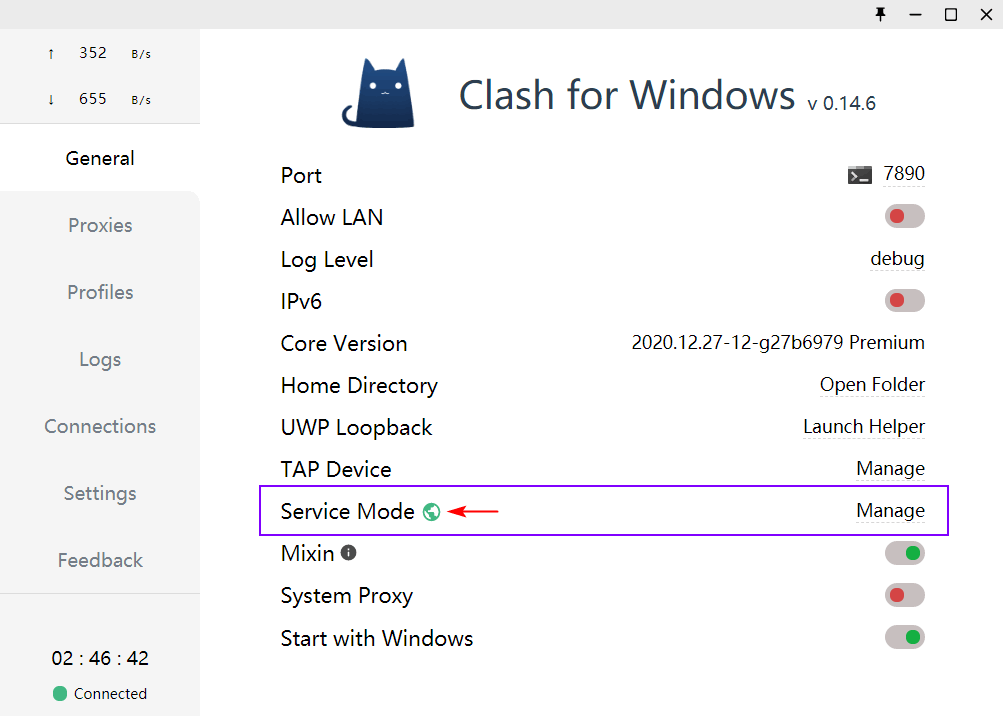 ↑ 352 B/s
↓ 655 B/s
General
Proxies
Profiles
Logs
Connections
Settings
Feedback
02 : 46 : 42
Connected
Clash for Windows v 0.14.6
Port 7890
Allow LAN
Log Level debug
IPv6
Core Version 2020.12.27-12-g27b6979 Premium
Home Directory Open Folder
UWP Loopback Launch Helper
TAP Device Manage
Service Mode Manage
Mixin
System Proxy
Start with Windows